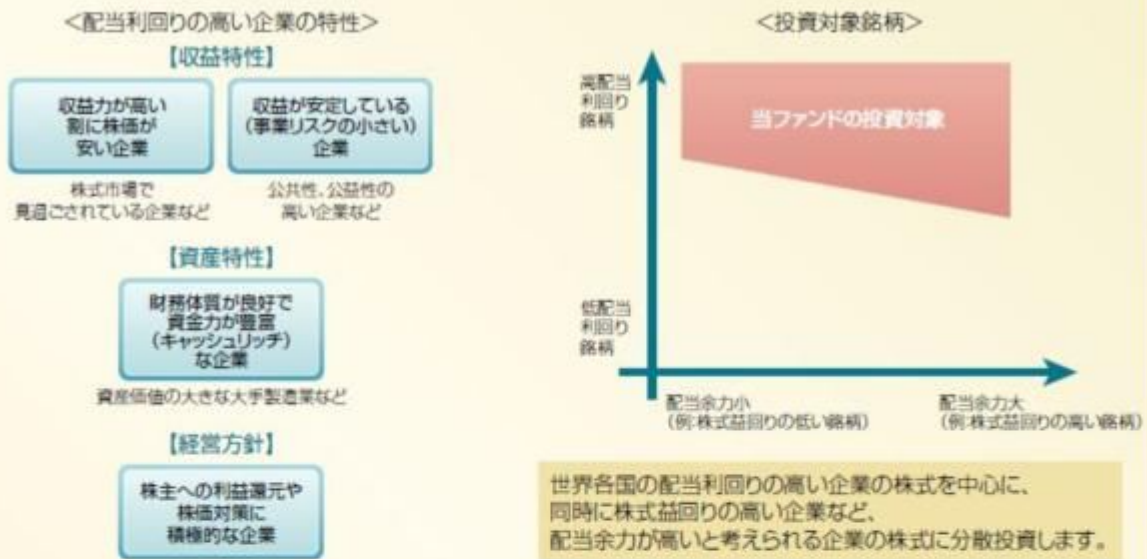 <配当利回りの高い企業の特性>
【収益特性】
収益力が高い
割に株価が
安い企業
収益が安定している
(事業リスクの小さい)
企業
株式市場で
見過ごされている企業など
公共性、公益性の
高い企業など
【資産特性】
財務体質が良好で
資金力が豊富
(キャッシュリッチ)
な企業
資産価値の大きな大手製造業など
【経営方針】
株主への利益還元や
株価対策に
積極的な企業
<投資対象銘柄>
高配当
利回り
銘柄
当ファンドの投資対象
低配当
利回り
銘柄
配当余力小
(例:株式益回りの低い銘柄)
配当余力大
(例:株式益回りの高い銘柄)
世界各国の配当利回りの高い企業の株式を中心に、
同時に株式益回りの高い企業など、
配当余力が高いと考えられる企業の株式に分散投資します。